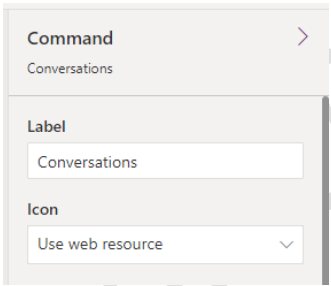 Command
Conversations
Label
Conversations
Icon
Use web resource